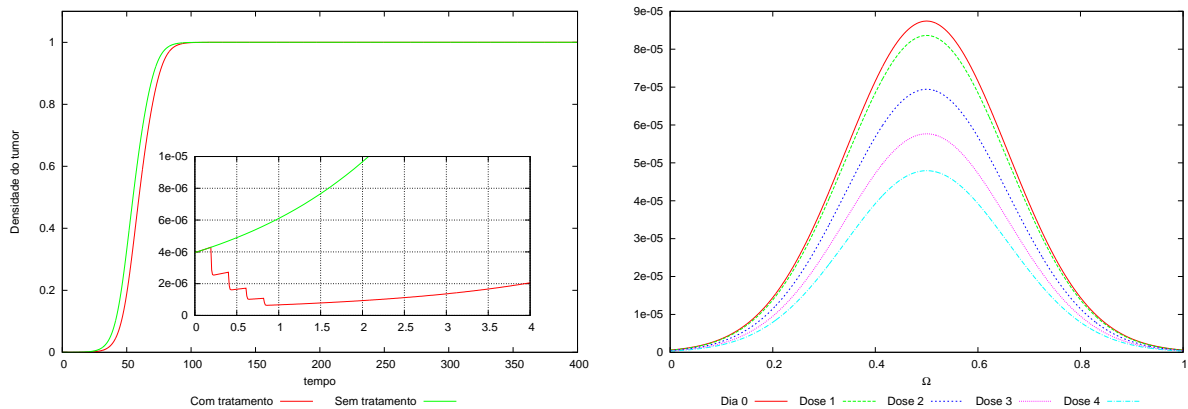 Densidade do tumor
1
0.8
0.6
0.4
0.2
0
0 50 100 150 200 250 300 350 400
tempo
1e-05
8e-06
6e-06
4e-06
2e-06
0
0 0.5 1 1.5 2 2.5 3 3.5 4
Com tratamento Sem tratamento
9e-05
8e-05
7e-05
6e-05
5e-05
4e-05
3e-05
2e-05
1e-05
0
0 0.2 0.4 0.6 0.8 1
Ω
Dia 0 Dose 1 Dose 2 Dose 3 Dose 4